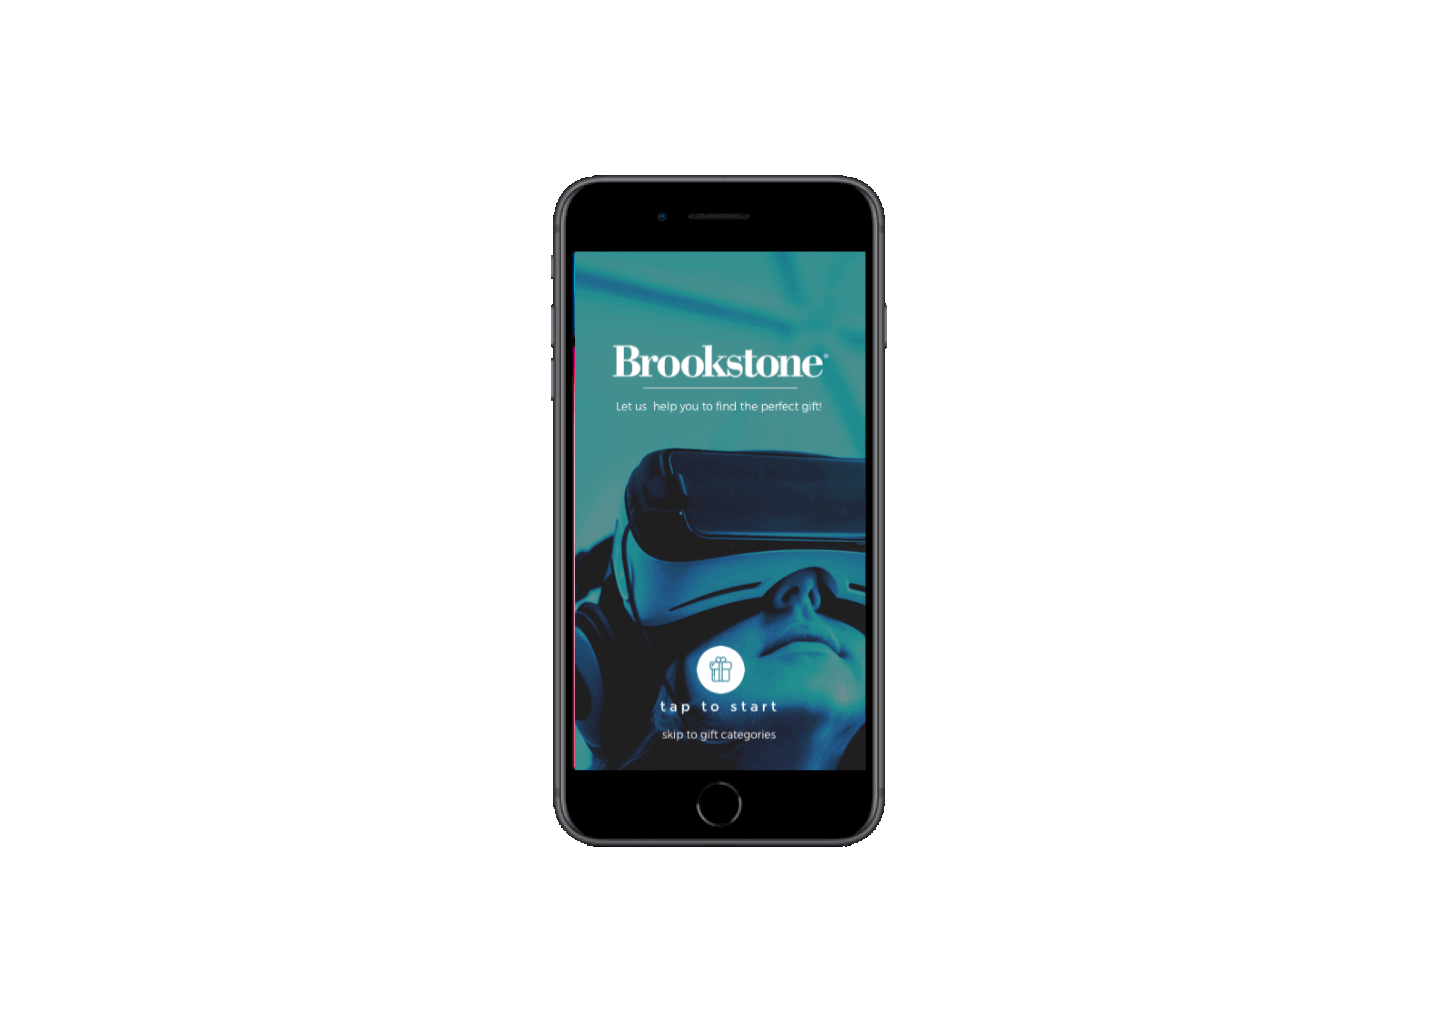 Brookstone®
Let us  help you to find the perfect gift!
tap to start
skip to gift categories